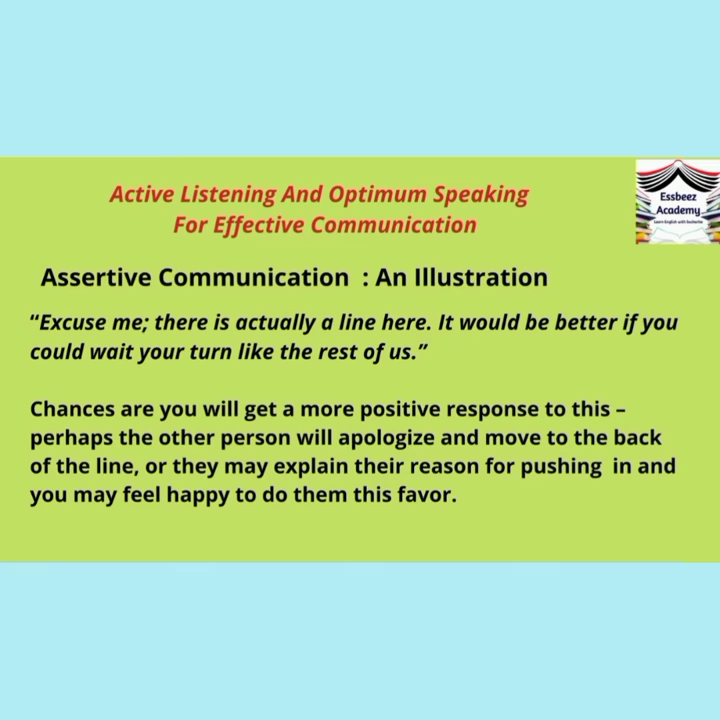 Active Listening And Optimum Speaking
For Effective Communication
Essbeez
Academy
Assertive Communication : An Illustration
“Excuse me; there is actually a line here. It would be better if you
could wait your turn like the rest of us.”
Chances are you will get a more positive response to this –
perhaps the other person will apologize and move to the back
of the line, or they may explain their reason for pushing in and
you may feel happy to do them this favor.